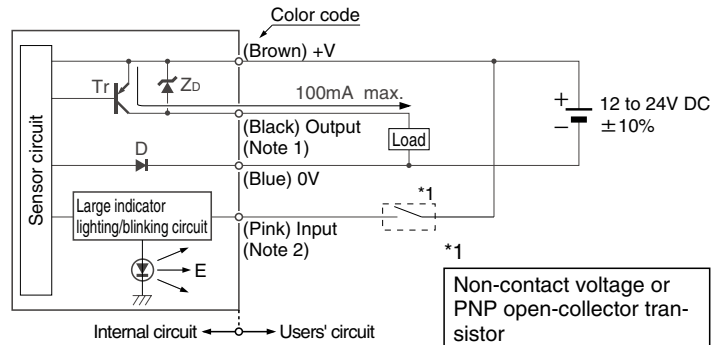 Color code
(Brown) +V
Tr
ZD
100mA max.
+
12 to 24V DC
−
±10%
Sensor circuit
(Black) Output
(Note 1)
Load
D
(Blue) 0V
*1
Large indicator
lighting/blinking circuit
(Pink) Input
(Note 2)
*1
E
Non-contact voltage or
PNP open-collector tran-
sistor
Internal circuit
Users' circuit